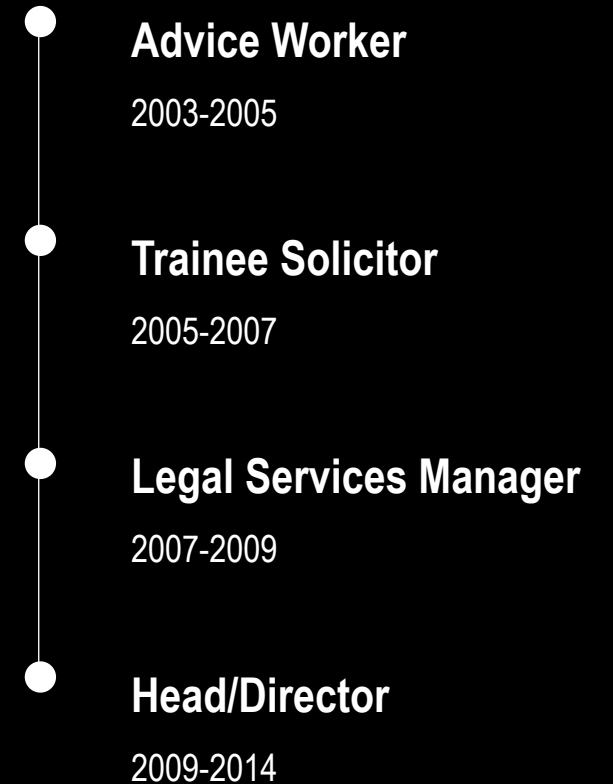 Advice Worker
2003-2005
Trainee Solicitor
2005-2007
Legal Services Manager
2007-2009
Head/Director
2009-2014